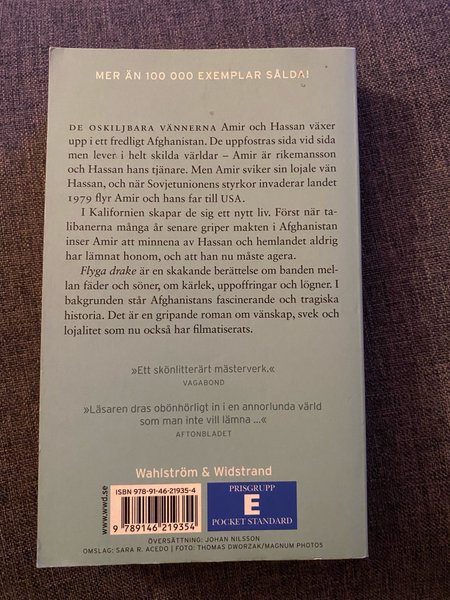 MER ÄN 100 000 EXEMPLAR SÅLDA!
DE OSKILJBARA VÄNNERNA Amir och Hassan växer
upp i ett fredligt Afghanistan. De uppfostras sida vid sida
men lever i helt skilda världar – Amir är rikemansson
och Hassan hans tjänare. Men Amir sviker sin lojale vän
Hassan, och när Sovjetunionens styrkor invaderar landet
1979 flyr Amir och hans far till USA.
I Kalifornien skapar de sig ett nytt liv. Först när ta-
libanerna många år senare griper makten i Afghanistan
inser Amir att minnena av Hassan och hemlandet aldrig
har lämnat honom, och att han nu måste agera.
Flyga drake är en skakande berättelse om banden mel-
lan fäder och söner, om kärlek, uppoffringar och lögner. I
bakgrunden står Afghanistans fascinerande och tragiska
historia. Det är en gripande roman om vänskap, svek och
lojalitet som nu också har filmatiserats.
»Ett skönlitterärt mästerverk.«
VAGABOND
»Läsaren dras obönhörligt in i en annorlunda värld
som man inte vill lämna ...«
AFTONBLADET
Wahlström & Widstrand
www.wwd.se
ISBN 978-91-46-21935-4
9 789146 219354
PRISGRUPP
E
POCKET STANDARD
ÖVERSÄTTNING: JOHAN NILSSON
OMSLAG: SARA R. ACEDO | FOTO: THOMAS DWORZAK/MAGNUM PHOTOS